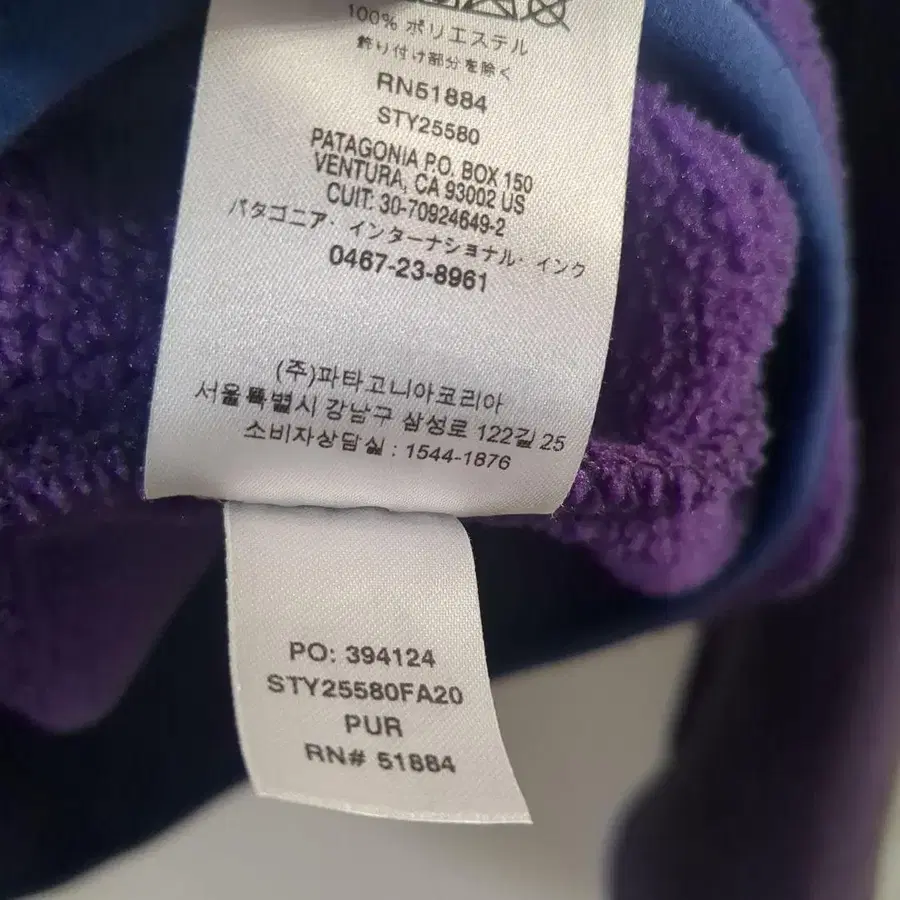 100% ポリエステル
飾り付け部分を除く
RN51884
STY25580
PATAGONIA P.O. BOX 150
VENTURA, CA 93002 US
CUIT: 30-70924649-2
パタゴニア・インターナショナル・インク
0467-23-8961
(주)파타고니아코리아
서울특별시 강남구 삼성로 122길 25
소비자상담실 : 1544-1876
PO: 394124
STY25580FA20
PUR
RN# 51884